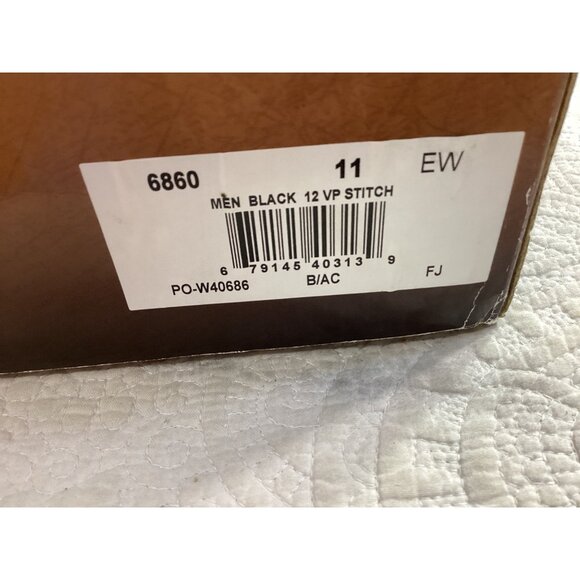 6860 11 EW
MEN BLACK 12 VP STITCH
6 79145 40313 9
PO-W40686 B/AC FJ